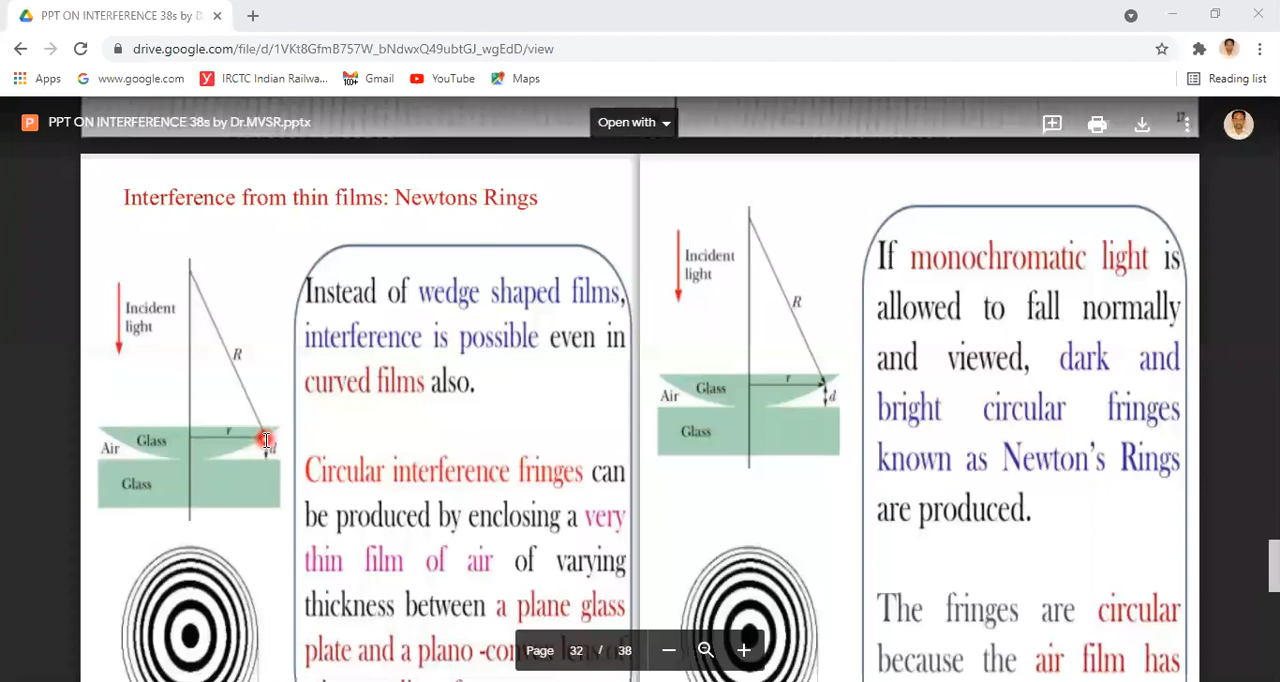 PPT ON INTERFERENCE 38s by D
drive.google.com/file/d/1VKt8GfmB757W_bNdwxQ49ubtGJ_wgEdD/view
Apps www.google.com IRCTC Indian Railwa... Gmail YouTube Maps Reading list
PPT ON INTERFERENCE 38s by Dr.MVSR.pptx
Open with
17
Interference from thin films: Newtons Rings
Incident
light
R
r
Glass
Air
d
Glass
Instead of wedge shaped films,
interference is possible even in
curved films also.
Circular interference fringes can
be produced by enclosing a very
thin film of air of varying
thickness between a plane glass
plate and a plano -convex lens of
Incident
light
R
r
Glass
Air
d
Glass
If monochromatic light is
allowed to fall normally
and viewed, dark and
bright circular fringes
known as Newton's Rings
are produced.
The fringes are circular
because the air film has
Page 32 / 38